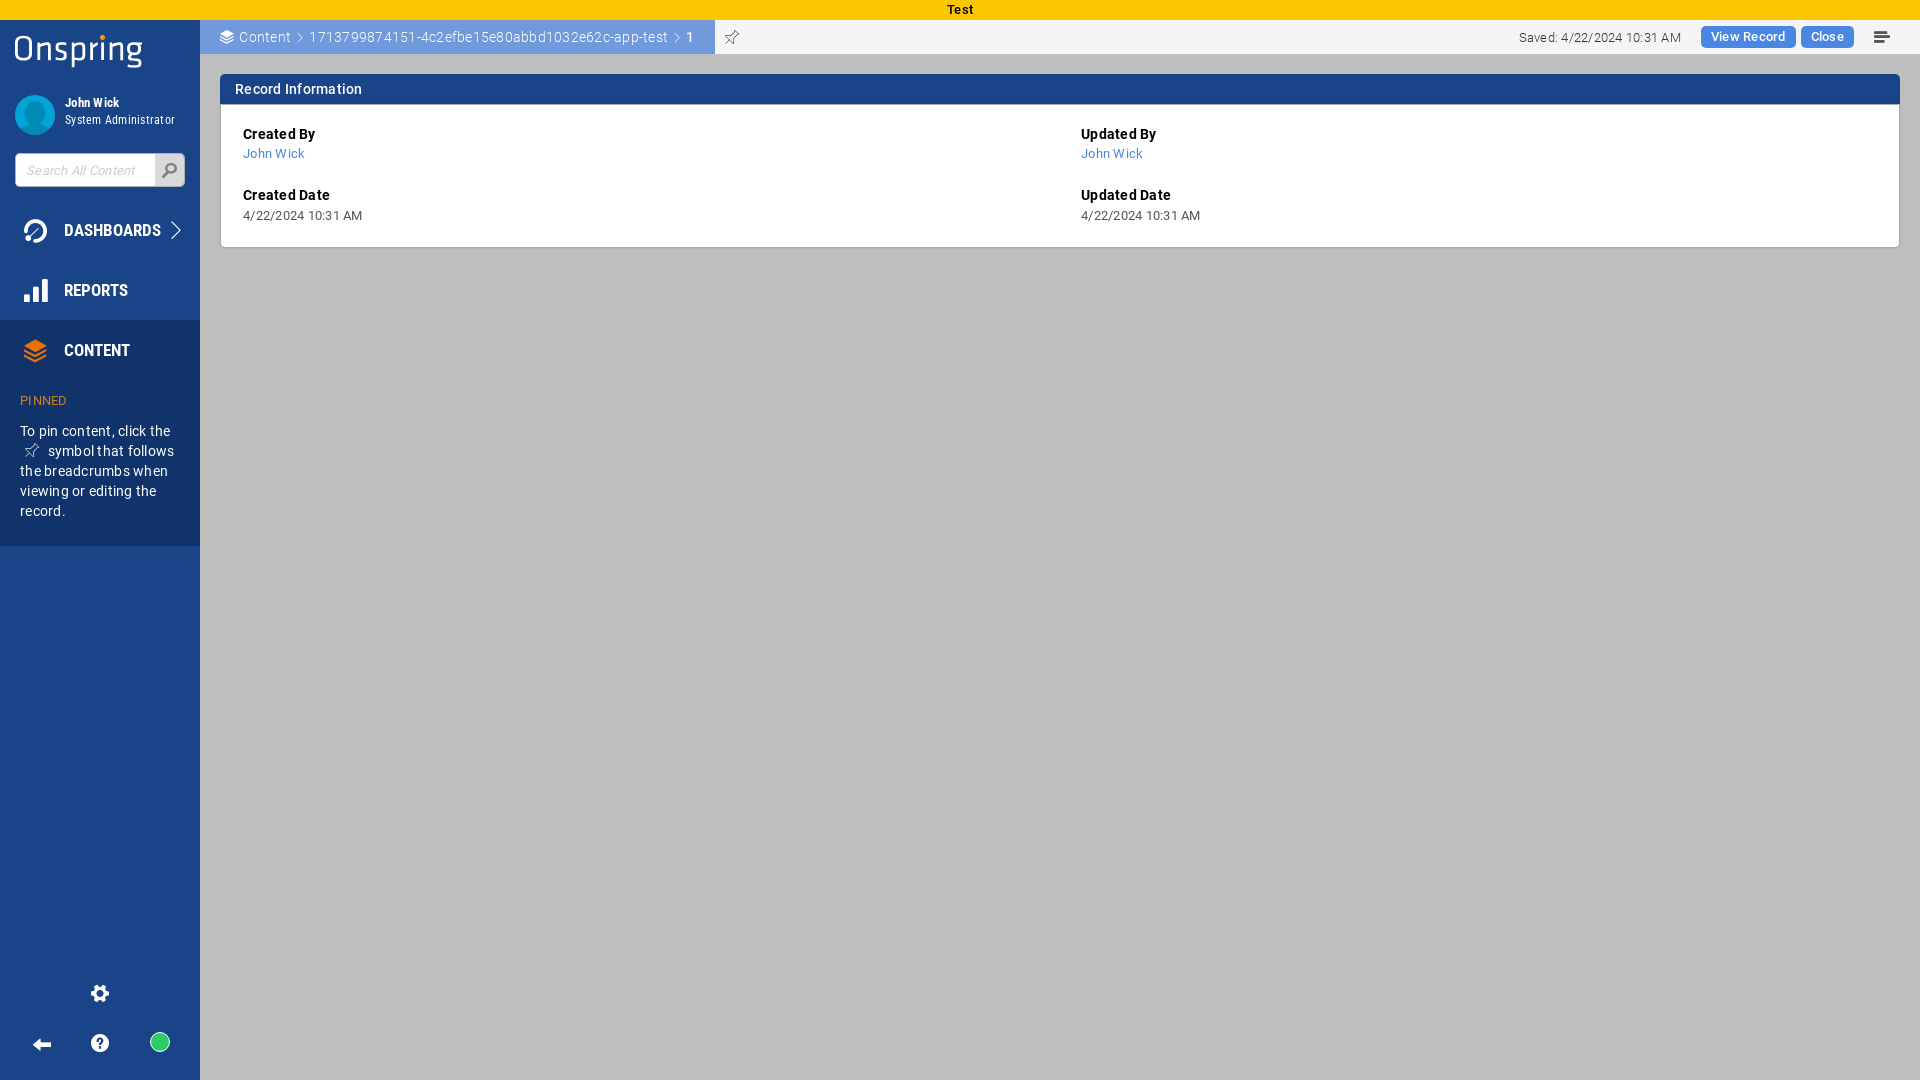 Test
Onspring
John Wick
System Administrator
Search All Content
DASHBOARDS
REPORTS
CONTENT
PINNED
To pin content, click the
symbol that follows
the breadcrumbs when
viewing or editing the
record.
Content 1713799874151-4c2efbe15e80abbd1032e62c-app-test 1
Saved: 4/22/2024 10:31 AM View Record Close
Record Information
Created By Updated By
John Wick John Wick
Created Date Updated Date
4/22/2024 10:31 AM 4/22/2024 10:31 AM